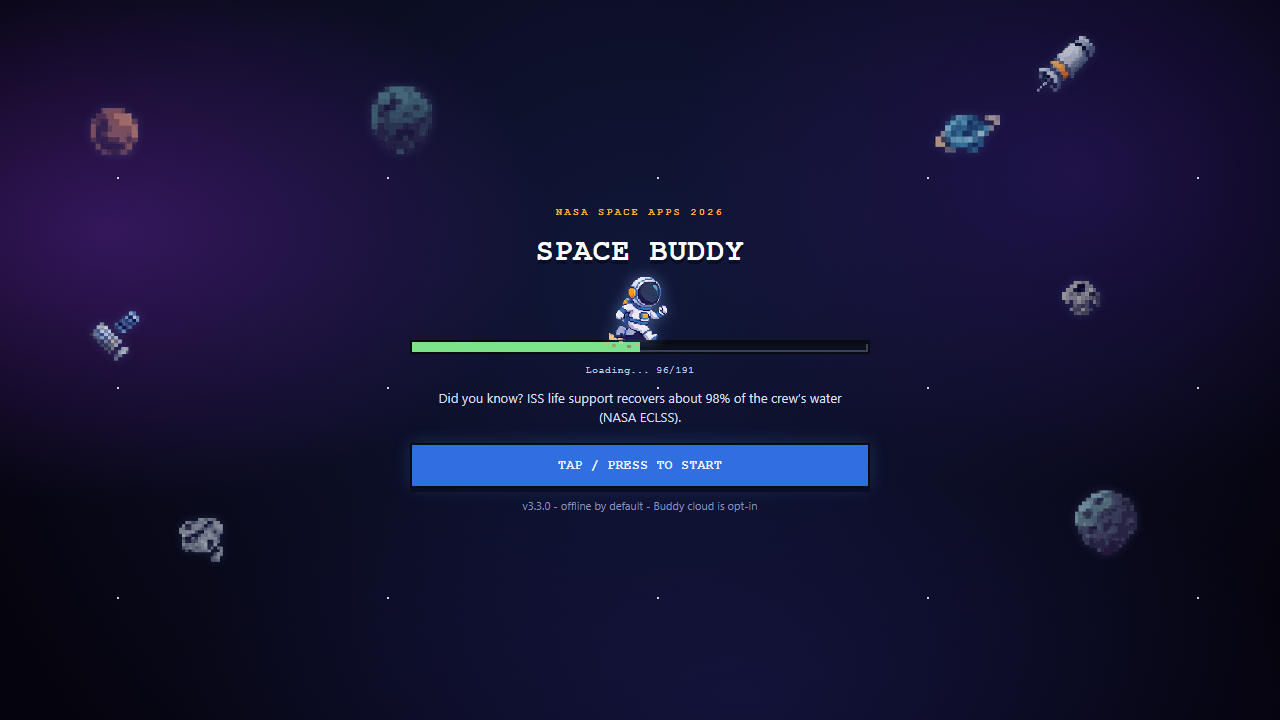 NASA SPACE APPS 2026
SPACE BUDDY
Loading... 96/191
Did you know? ISS life support recovers about 98% of the crew's water
(NASA ECLSS).
TAP / PRESS TO START
v3.3.0 - offline by default - Buddy cloud is opt-in